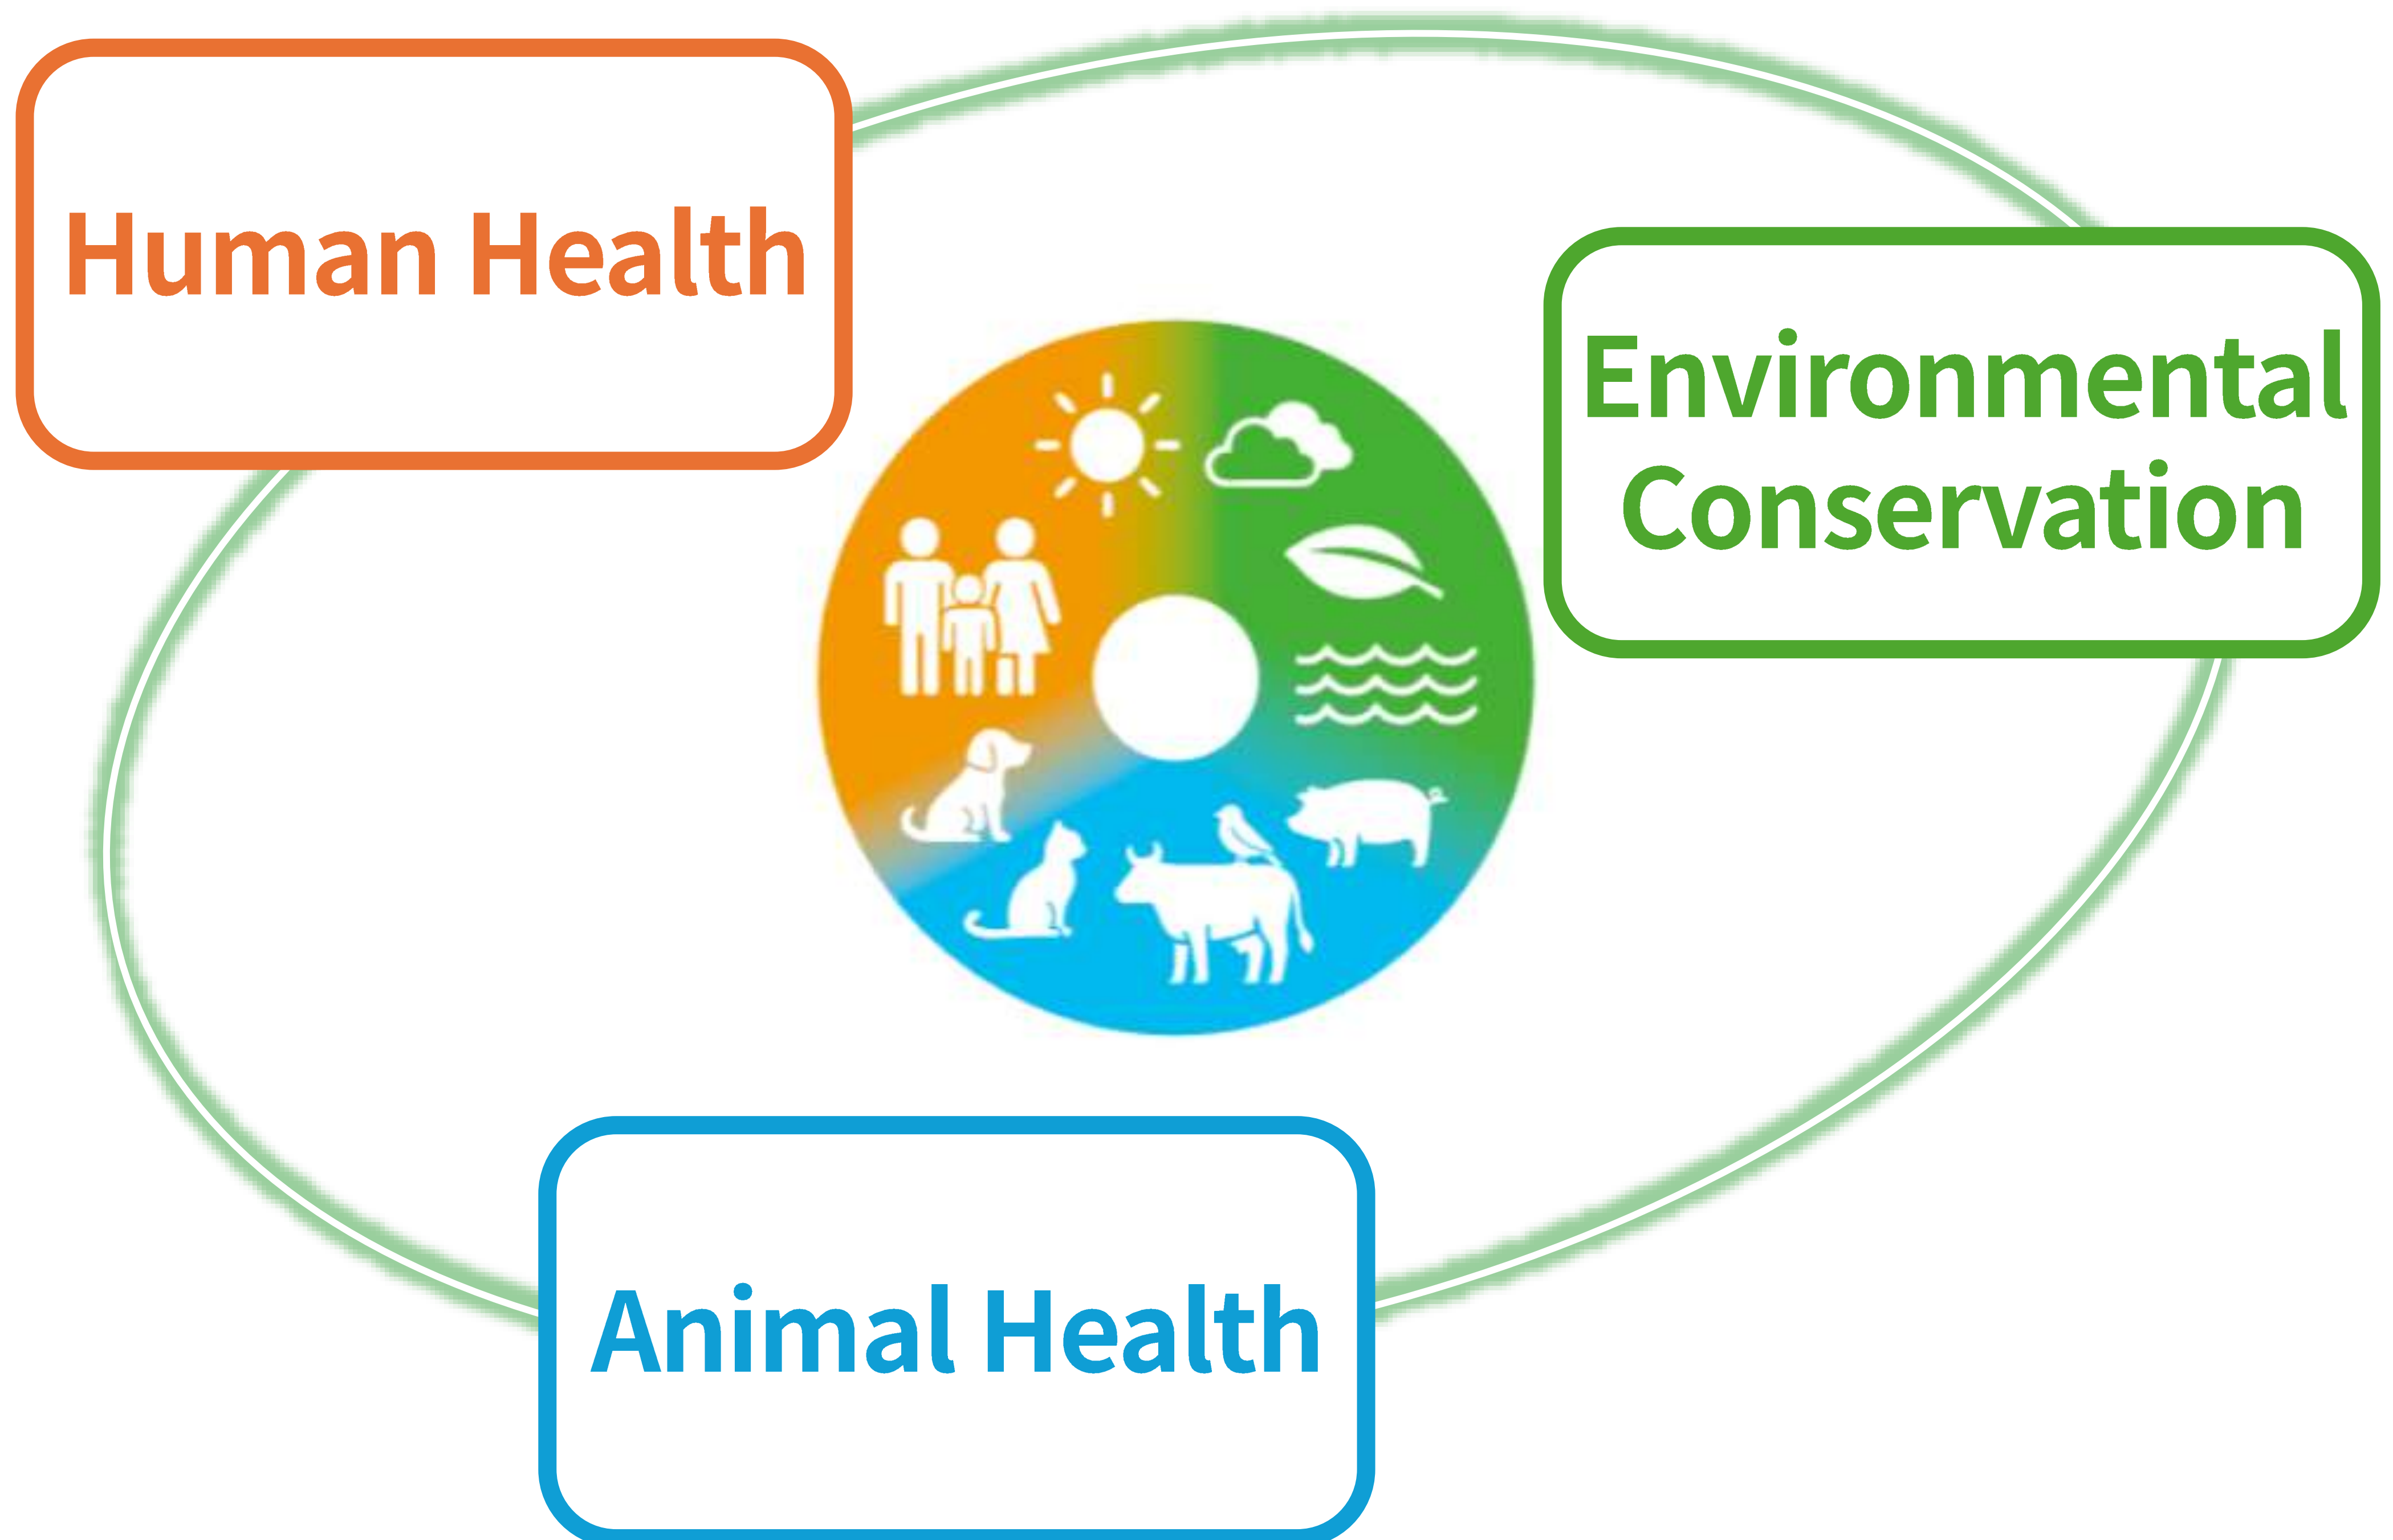 Human Health
Environmental
Conservation
Animal Health